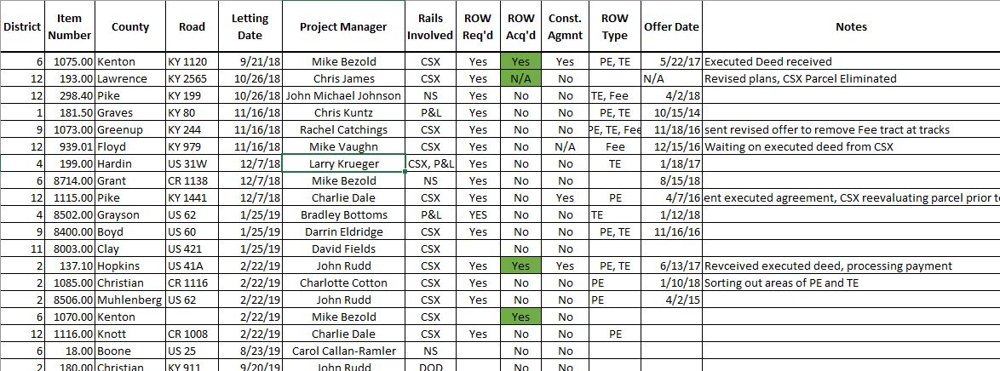 District Item Number County Road Letting Date Project Manager Rails Involved ROW Req'd ROW Acq'd Const. Agmnt ROW Type Offer Date Notes
6 1075.00 Kenton KY 1120 9/21/18 Mike Bezold CSX Yes Yes Yes PE, TE 5/22/17 Executed Deed received
12 193.00 Lawrence KY 2565 10/26/18 Chris James CSX Yes N/A No N/A Revised plans, CSX Parcel Eliminated
12 298.40 Pike KY 199 10/26/18 John Michael Johnson NS Yes No No TE, Fee 4/2/18
1 181.50 Graves KY 80 11/16/18 Chris Kuntz P&L Yes No No PE, TE 10/15/14
9 1073.00 Greenup KY 244 11/16/18 Rachel Catchings CSX Yes No No PE, TE, Fee 11/18/16 sent revised offer to remove Fee tract at tracks
12 939.01 Floyd KY 979 11/16/18 Mike Vaughn CSX Yes No N/A Fee 12/15/16 Waiting on executed deed from CSX
4 199.00 Hardin US 31W 12/7/18 Larry Krueger CSX, P&L Yes No No TE 1/18/17
6 8714.00 Grant CR 1138 12/7/18 Mike Bezold NS Yes No No 8/15/18
12 1115.00 Pike KY 1441 12/7/18 Charlie Dale CSX Yes No Yes PE 4/7/16 ent executed agreement, CSX reevaluating parcel prior t
4 8502.00 Grayson US 62 1/25/19 Bradley Bottoms P&L YES No No TE 1/12/18
9 8400.00 Boyd US 60 1/25/19 Darrin Eldridge CSX Yes No No PE, TE 11/16/16
11 8003.00 Clay US 421 1/25/19 David Fields CSX No No
2 137.10 Hopkins US 41A 2/22/19 John Rudd CSX Yes Yes Yes PE, TE 6/13/17 Revceived executed deed, processing payment
2 1085.00 Christian CR 1116 2/22/19 Charlotte Cotton CSX Yes No No PE 1/10/18 Sorting out areas of PE and TE
2 8506.00 Muhlenberg US 62 2/22/19 John Rudd CSX Yes No No PE 4/2/15
6 1070.00 Kenton 2/22/19 Mike Bezold CSX Yes No
12 1116.00 Knott CR 1008 2/22/19 Charlie Dale CSX Yes No No PE
6 18.00 Boone US 25 8/23/19 Carol Callan-Ramler NS No No
2 180.00 Christian KY 911 9/20/19 John Rudd DOD No No